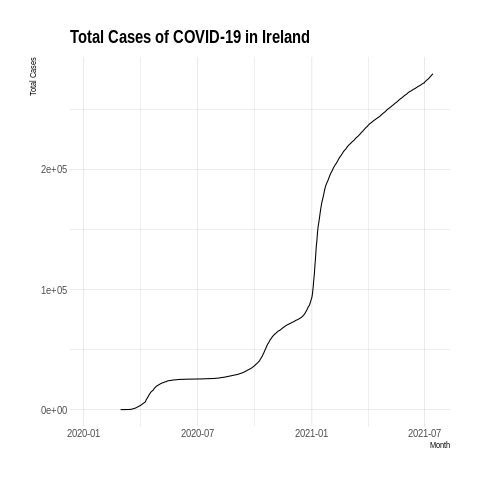 Total Cases of COVID-19 in Ireland
Total Cases
2e+05
1e+05
0e+00
2020-01 2020-07 2021-01 2021-07
Month